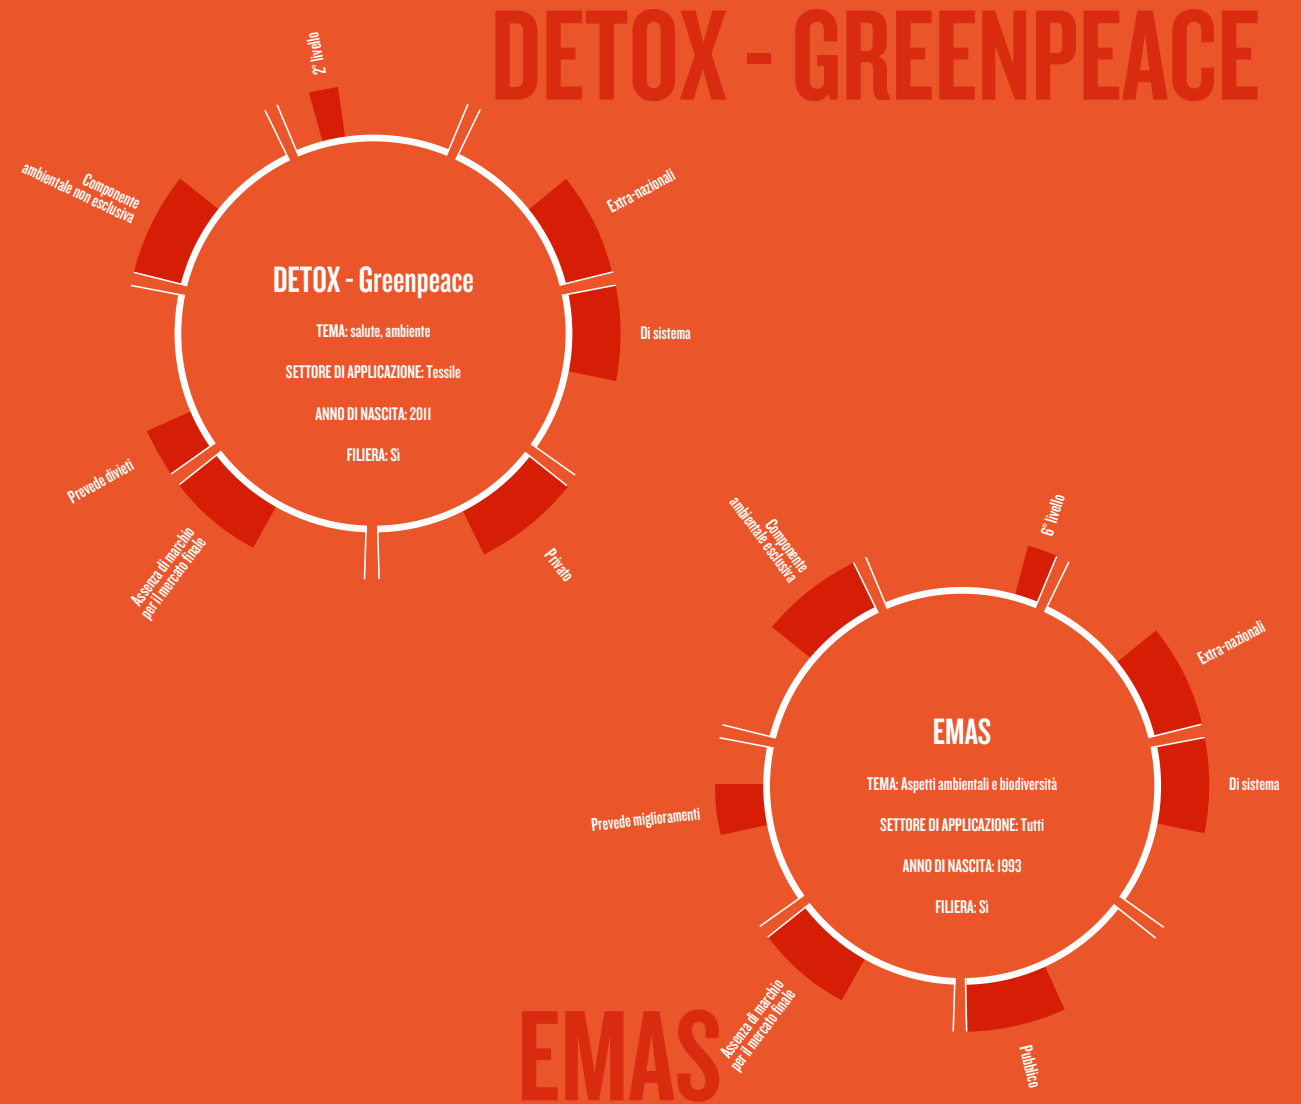 DETOX - GREENPEACE
2° livello
Componente
ambientale non esclusiva
Extra-nazionali
DETOX - Greenpeace
TEMA: salute, ambiente
Di sistema
SETTORE DI APPLICAZIONE: Tessile
ANNO DI NASCITA: 2011
FILIERA: Sì
Prevede divieti
Assenza di marchio
per il mercato finale
Privato
6° livello
Componente
ambientale esclusiva
Extra-nazionali
EMAS
TEMA: Aspetti ambientali e biodiversità
Di sistema
SETTORE DI APPLICAZIONE: Tutti
Prevede miglioramenti
ANNO DI NASCITA: 1993
FILIERA: Sì
Assenza di marchio
per il mercato finale
Pubblico
EMAS